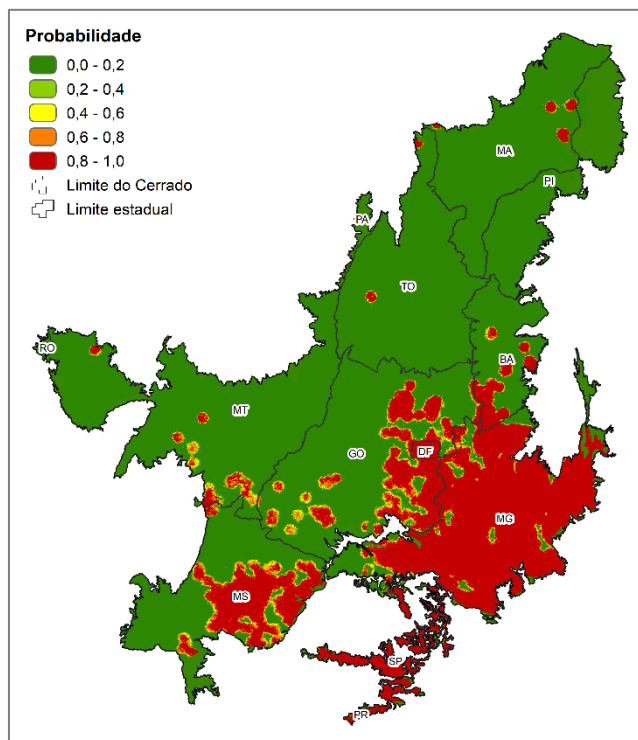 Probabilidade
0,0 - 0,2
0,2 - 0,4
0,4 - 0,6
0,6 - 0,8
0,8 - 1,0
Limite do Cerrado
Limite estadual
MA
PI
PA
TO
RO
BA
MT
GO
DF
MG
MS
SP
PR